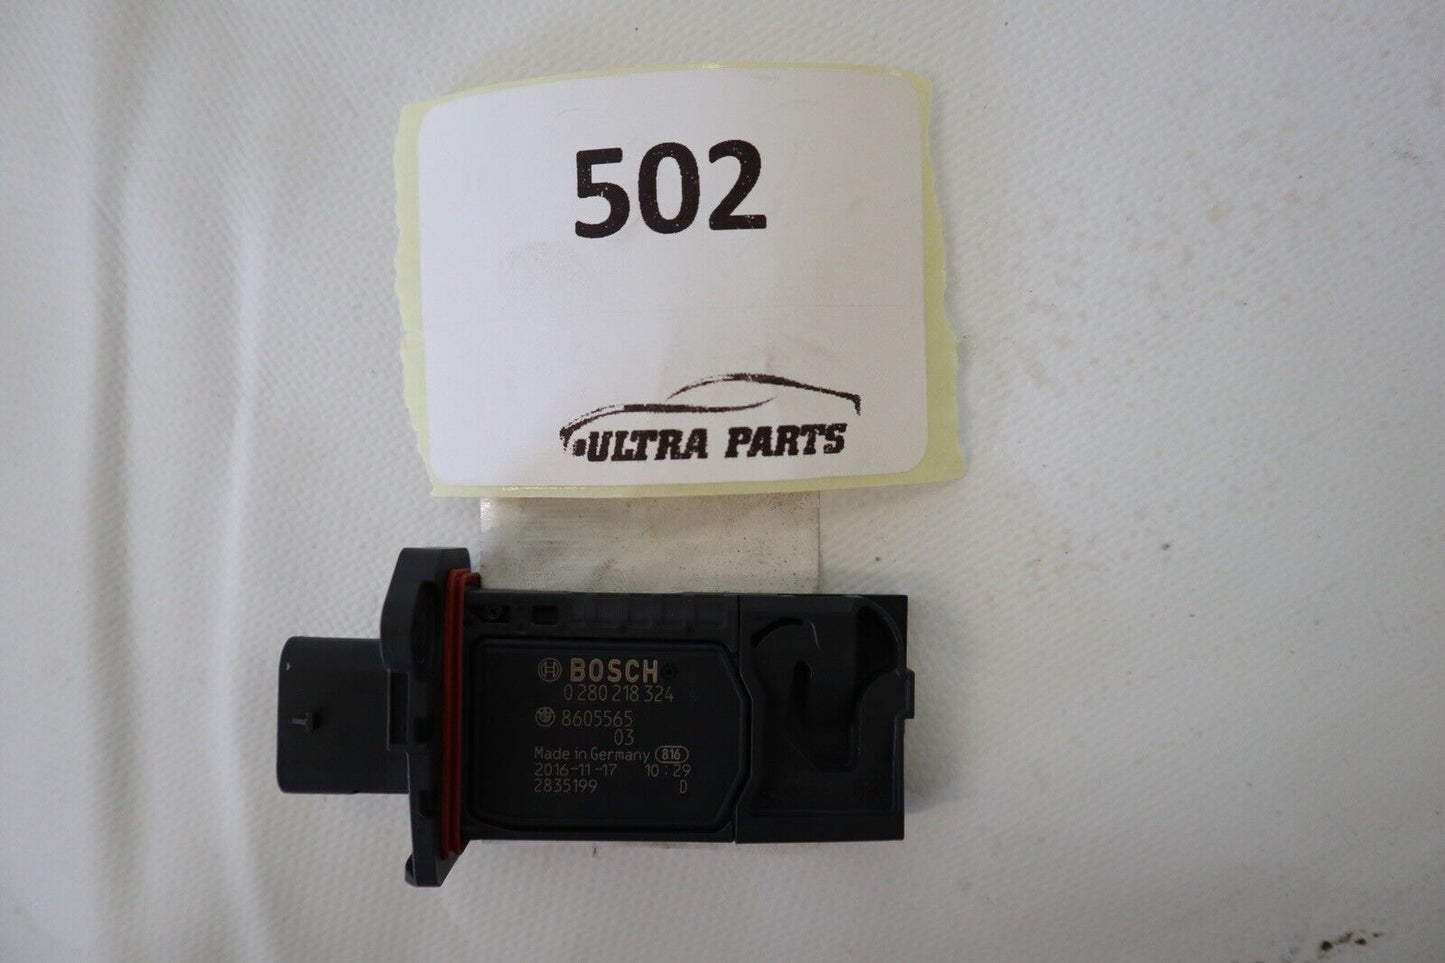 502
ULTRA PARTS
BOSCH
0 280 218 324
8605565
03
Made in Germany 816
2016-11-17 10:29
2835199 D